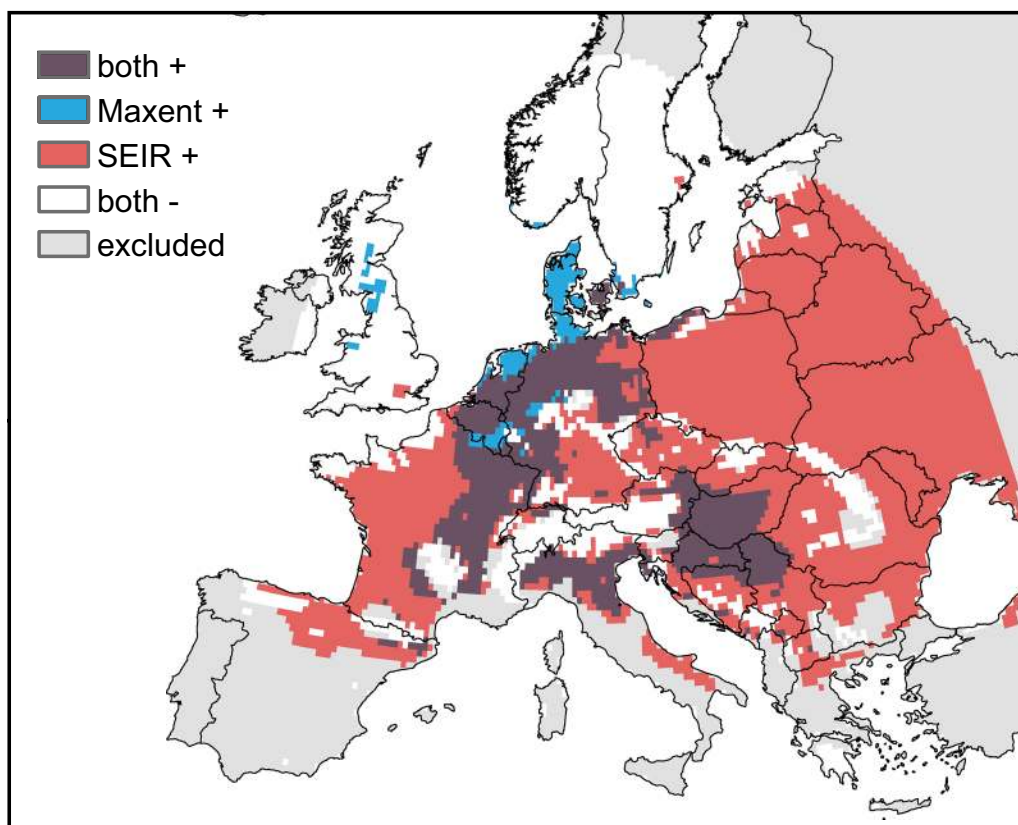 both +
Maxent +
SEIR +
both -
excluded